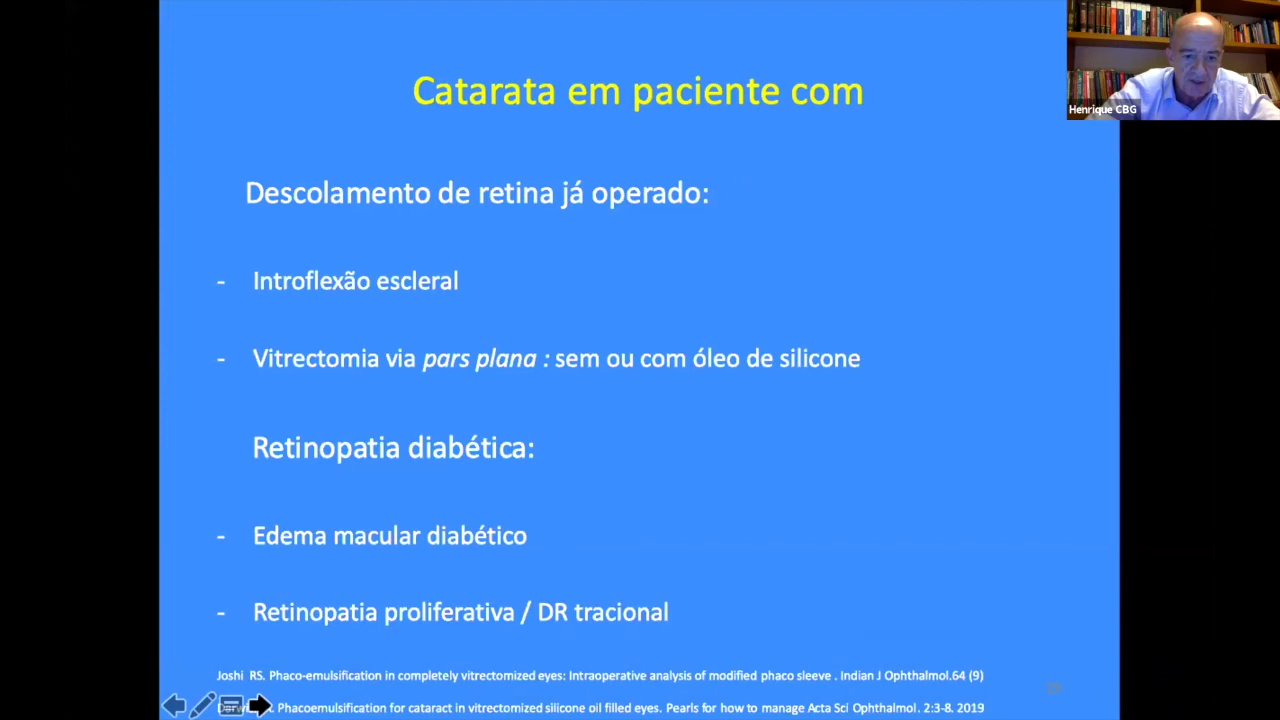 Henrique CBG
Catarata em paciente com
Descolamento de retina já operado:
- Introflexão escleral
- Vitrectomia via pars plana : sem ou com óleo de silicone
Retinopatia diabética:
- Edema macular diabético
- Retinopatia proliferativa / DR tracional
Joshi RS. Phaco-emulsification in completely vitrectomized eyes: Intraoperative analysis of modified phaco sleeve . Indian J Ophthalmol.64 (9)
Phacoemulsification for cataract in vitrectomized silicone oil filled eyes. Pearls for how to manage Acta Sci Ophthalmol. 2:3-8. 2019